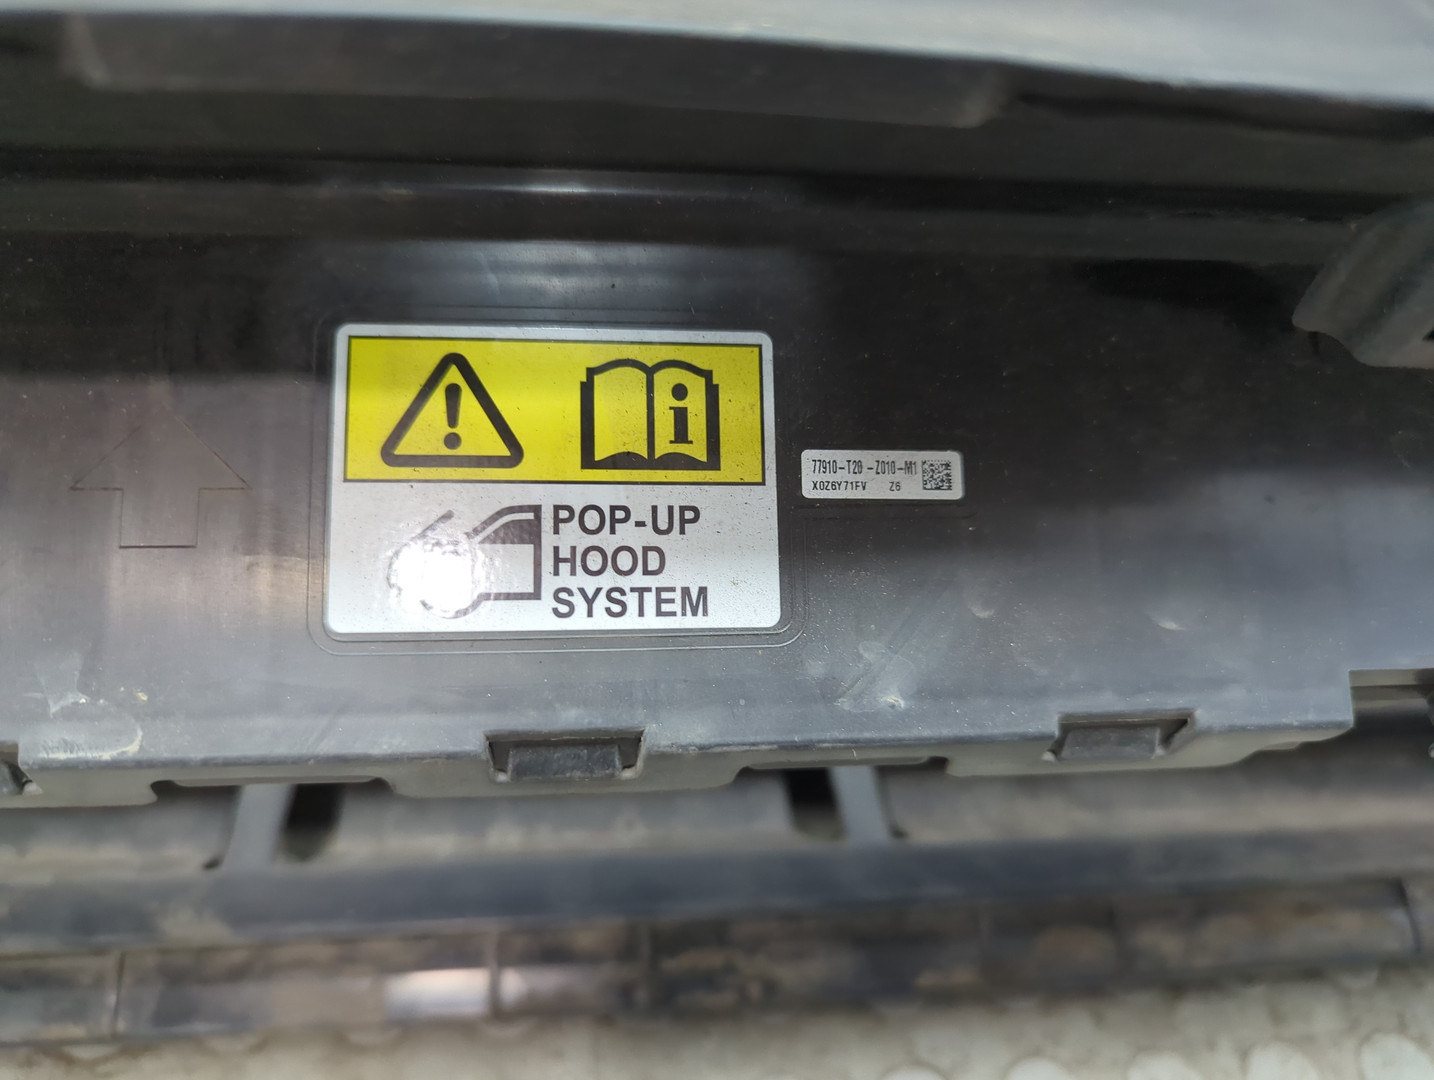 POP-UP
HOOD
SYSTEM
77910-T20-Z010-M1
X0Z6Y71FV Z6